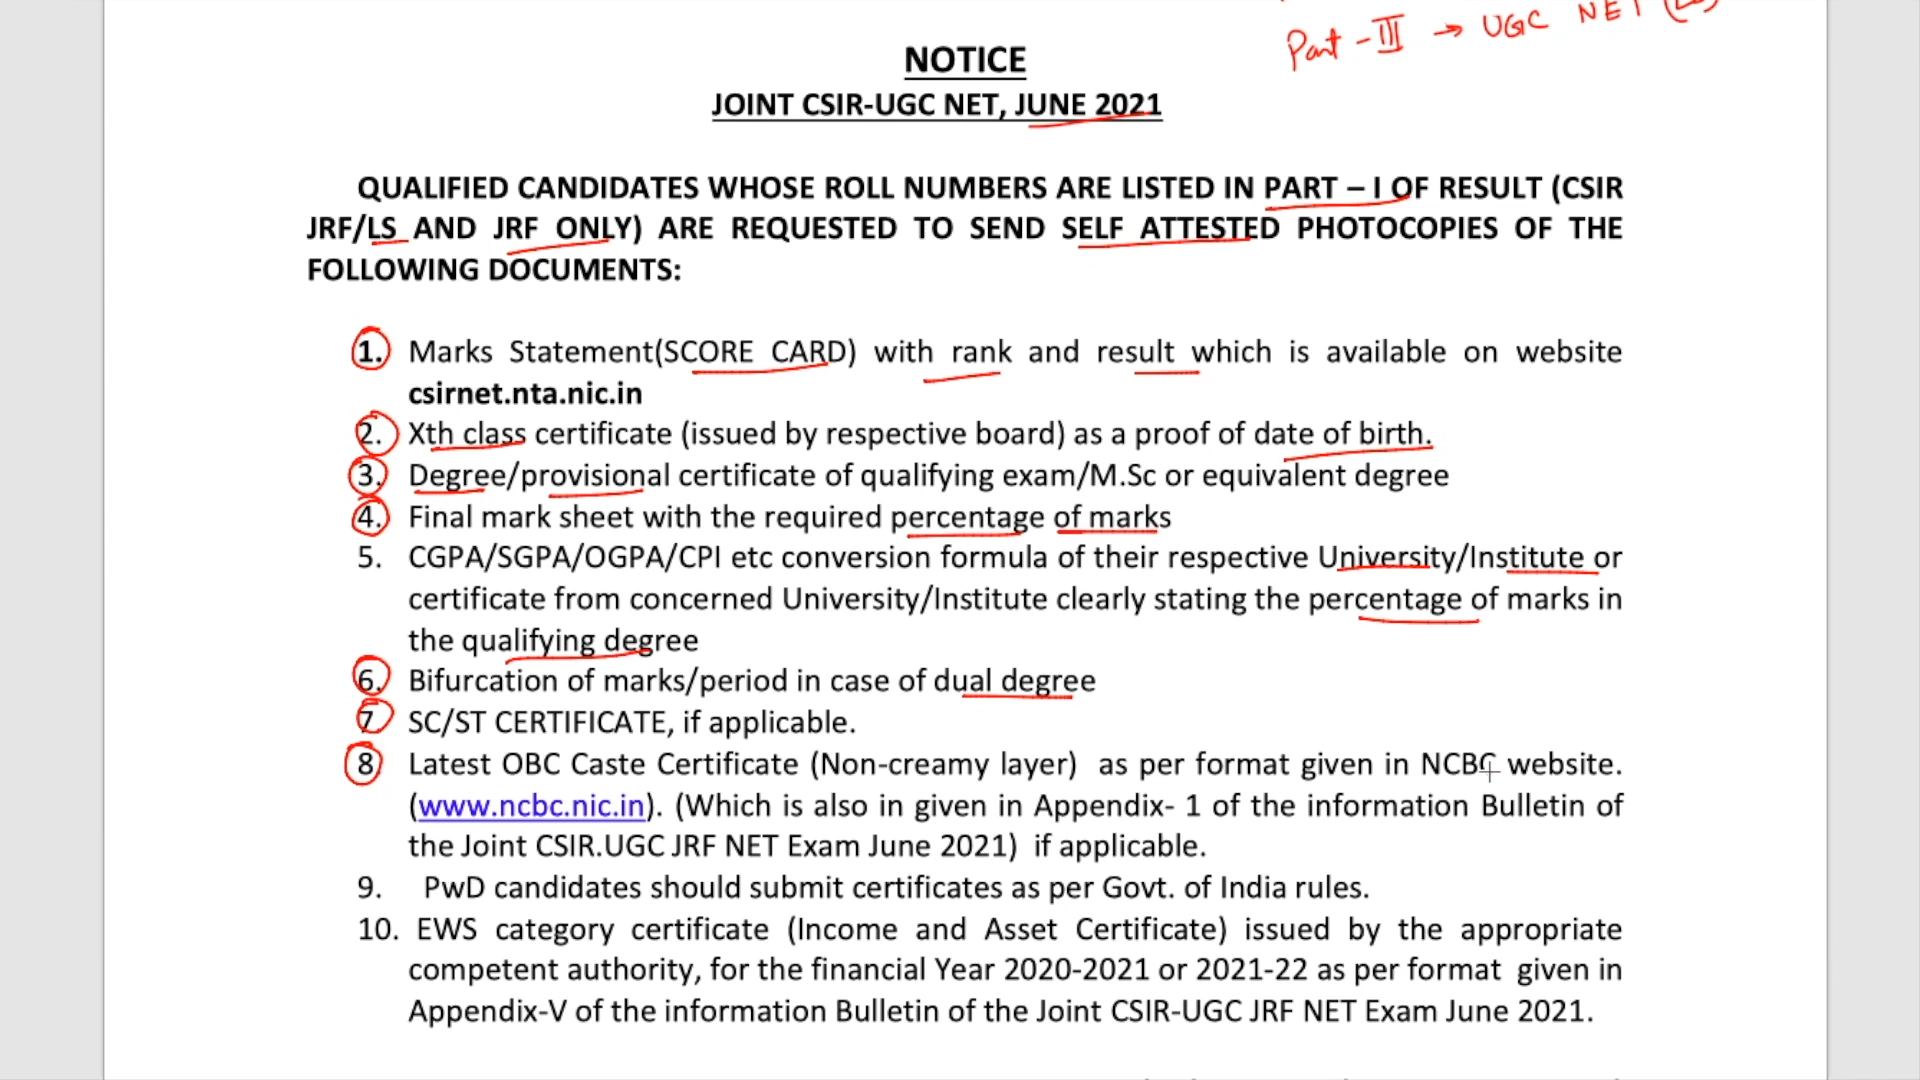 Part - III → UGC NET
NOTICE
JOINT CSIR-UGC NET, JUNE 2021
QUALIFIED CANDIDATES WHOSE ROLL NUMBERS ARE LISTED IN PART – I OF RESULT (CSIR
JRF/LS AND JRF ONLY) ARE REQUESTED TO SEND SELF ATTESTED PHOTOCOPIES OF THE
FOLLOWING DOCUMENTS:
1. Marks Statement(SCORE CARD) with rank and result which is available on website
csirnet.nta.nic.in
2. Xth class certificate (issued by respective board) as a proof of date of birth.
3. Degree/provisional certificate of qualifying exam/M.Sc or equivalent degree
4. Final mark sheet with the required percentage of marks
5. CGPA/SGPA/OGPA/CPI etc conversion formula of their respective University/Institute or
certificate from concerned University/Institute clearly stating the percentage of marks in
the qualifying degree
6. Bifurcation of marks/period in case of dual degree
7 SC/ST CERTIFICATE, if applicable.
8 Latest OBC Caste Certificate (Non-creamy layer) as per format given in NCBC website.
(www.ncbc.nic.in). (Which is also in given in Appendix- 1 of the information Bulletin of
the Joint CSIR.UGC JRF NET Exam June 2021) if applicable.
9. PwD candidates should submit certificates as per Govt. of India rules.
10. EWS category certificate (Income and Asset Certificate) issued by the appropriate
competent authority, for the financial Year 2020-2021 or 2021-22 as per format given in
Appendix-V of the information Bulletin of the Joint CSIR-UGC JRF NET Exam June 2021.